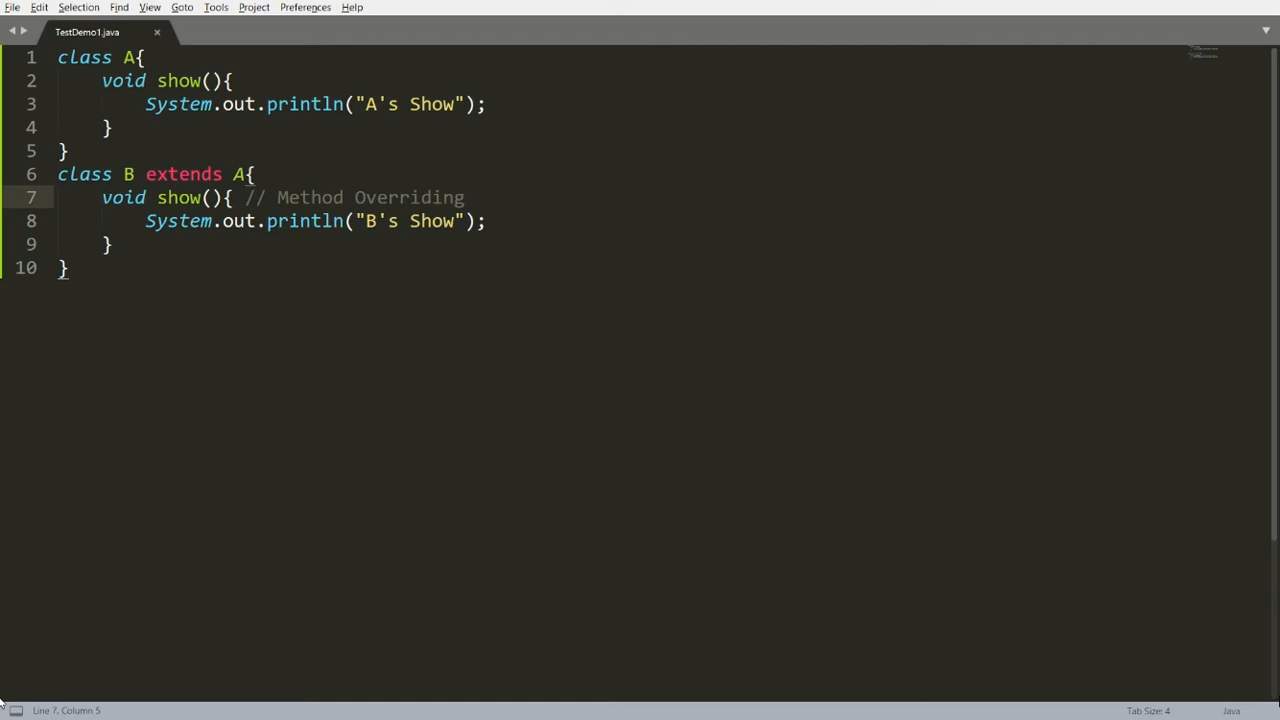 File Edit Selection Find View Goto Tools Project Preferences Help
TestDemo1.java ×
1 class A{
2     void show(){
3         System.out.println("A's Show");
4     }
5 }
6 class B extends A{
7     void show(){ // Method Overriding
8         System.out.println("B's Show");
9     }
10 }
Line 7, Column 5 Tab Size: 4 Java